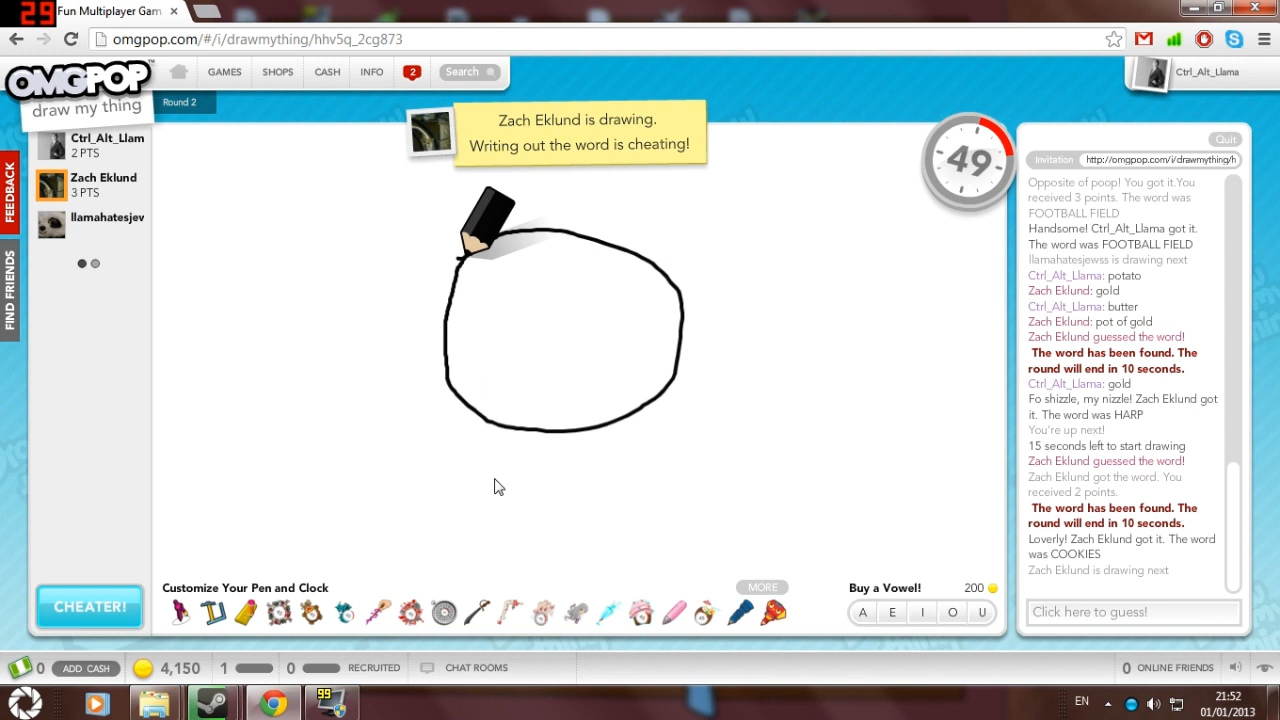 29
Fun Multiplayer Gam
omgpop.com/#/i/drawmything/hhv5q_2cg873
OMGPOP
draw my thing
GAMES
SHOPS
CASH
INFO
2
Search
Ctrl_Alt_Llama
Round 2
Ctrl_Alt_Llam
2 PTS
Zach Eklund
3 PTS
llamahatesjew
FEEDBACK
FIND FRIENDS
Zach Eklund is drawing.
Writing out the word is cheating!
49
Quit
Invitation http://omgpop.com/i/drawmything/h
Opposite of poop! You got it.You
received 3 points. The word was
FOOTBALL FIELD
Handsome! Ctrl_Alt_Llama got it.
The word was FOOTBALL FIELD
llamahatesjewss is drawing next
Ctrl_Alt_Llama: potato
Zach Eklund: gold
Ctrl_Alt_Llama: butter
Zach Eklund: pot of gold
Zach Eklund guessed the word!
The word has been found. The
round will end in 10 seconds.
Ctrl_Alt_Llama: gold
Fo shizzle, my nizzle! Zach Eklund got
it. The word was HARP
You're up next!
15 seconds left to start drawing
Zach Eklund guessed the word!
Zach Eklund got the word. You
received 2 points.
The word has been found. The
round will end in 10 seconds.
Loverly! Zach Eklund got it. The word
was COOKIES
Zach Eklund is drawing next
Click here to guess!
CHEATER!
Customize Your Pen and Clock
MORE
Buy a Vowel!
200
A E I O U
0
ADD CASH
4,150
1
0
RECRUITED
CHAT ROOMS
0 ONLINE FRIENDS
99
EN
21:52
01/01/2013